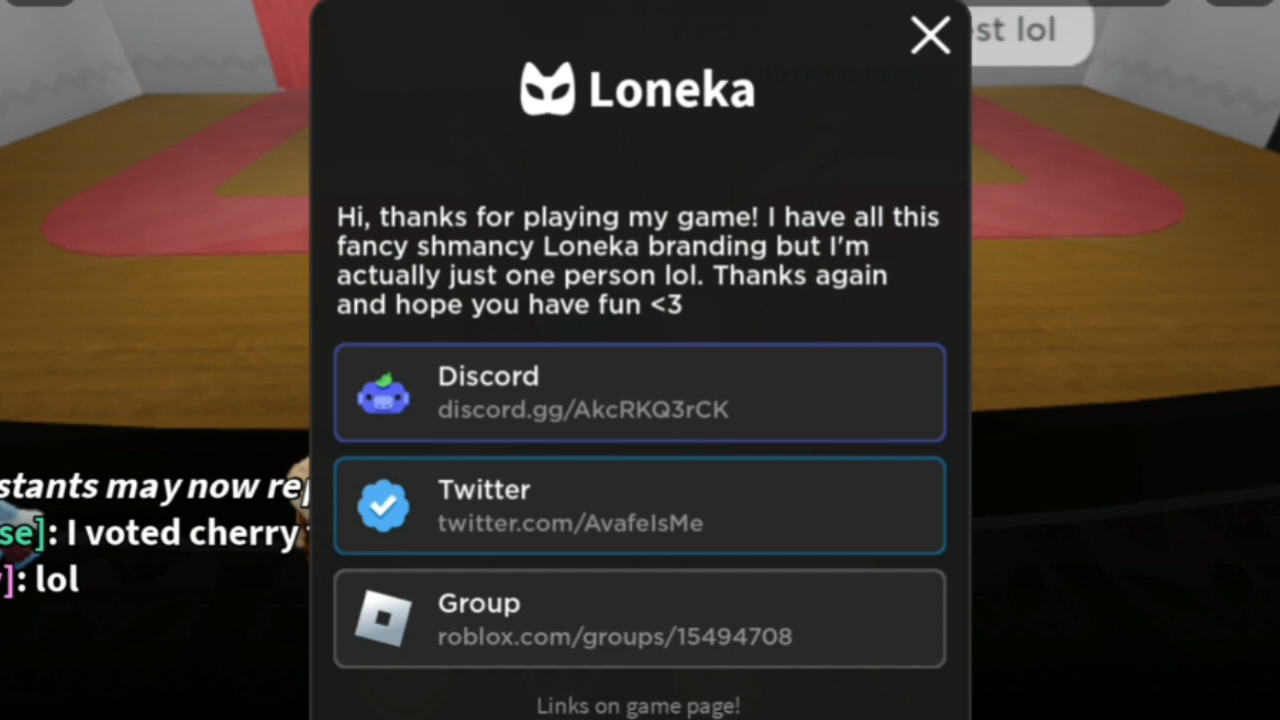 st lol
Loneka
Hi, thanks for playing my game! I have all this
fancy shmancy Loneka branding but I'm
actually just one person lol. Thanks again
and hope you have fun <3
Discord
discord.gg/AkcRKQ3rCK
Twitter
twitter.com/AvafeIsMe
Group
roblox.com/groups/15494708
Links on game page!
stants may now re
se]: I voted cherry
]: lol